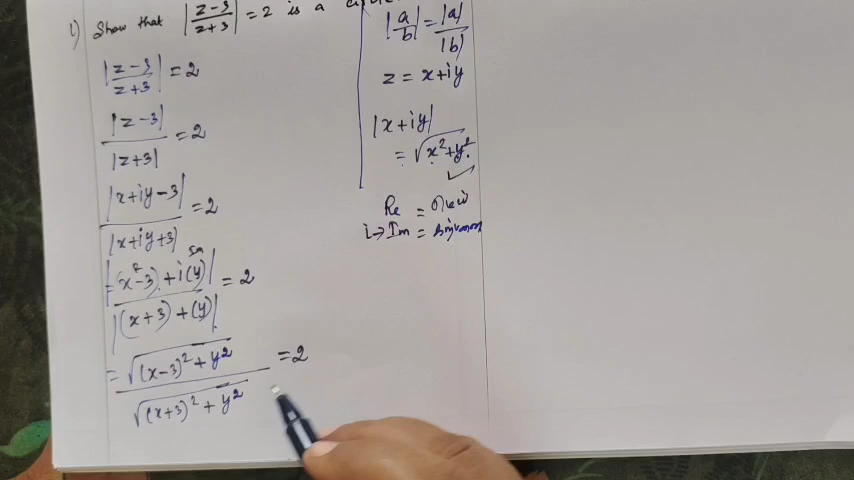 1) Show that |z-3/z+3| = 2 is a
|z-3/z+3| = 2
|z-3|/|z+3| = 2
|x+iy-3|/|x+iy+3| = 2
= |(x²-3)+i(y)|/|(x+3)+(y)| = 2
= √(x-3)²+y²/√(x+3)²+y² = 2
|a/b| = |a|/|b|
z = x+iy
|x+iy|
= √x²+y²
Re =
i→Im =